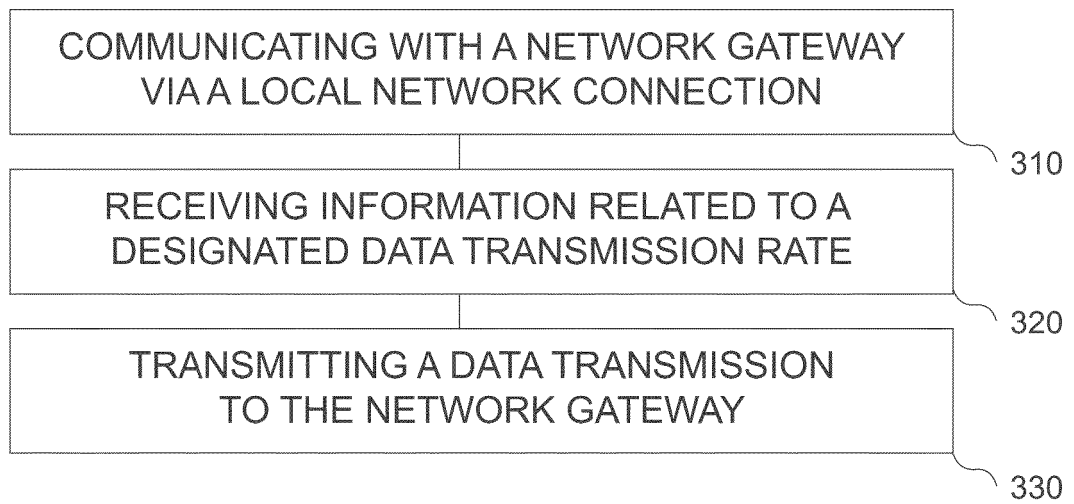 COMMUNICATING WITH A NETWORK GATEWAY
VIA A LOCAL NETWORK CONNECTION
310
RECEIVING INFORMATION RELATED TO A
DESIGNATED DATA TRANSMISSION RATE
320
TRANSMITTING A DATA TRANSMISSION
TO THE NETWORK GATEWAY
330